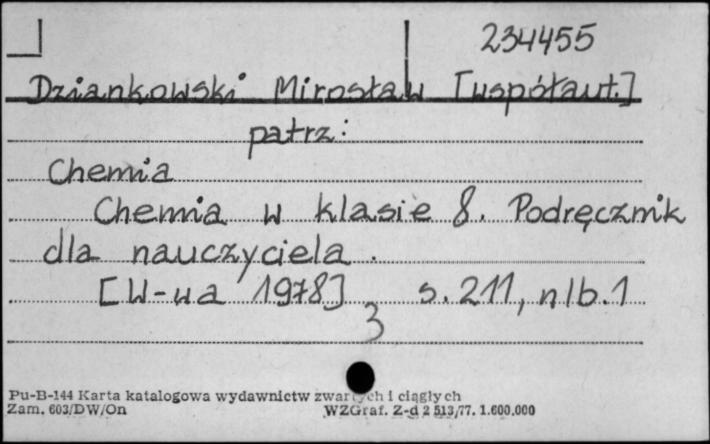 234455
Dziankowski Mirosław [współaut.]
patrz:
Chemia
Chemia w klasie 8. Podręcznik
dla nauczyciela.
[W-wa 1978] s. 211, nlb. 1
3
Pu-B-144 Karta katalogowa wydawnictw zwartych i ciągłych
Zam. 603/DW/On WZGraf. Z-d 2 513/77. 1.600.000